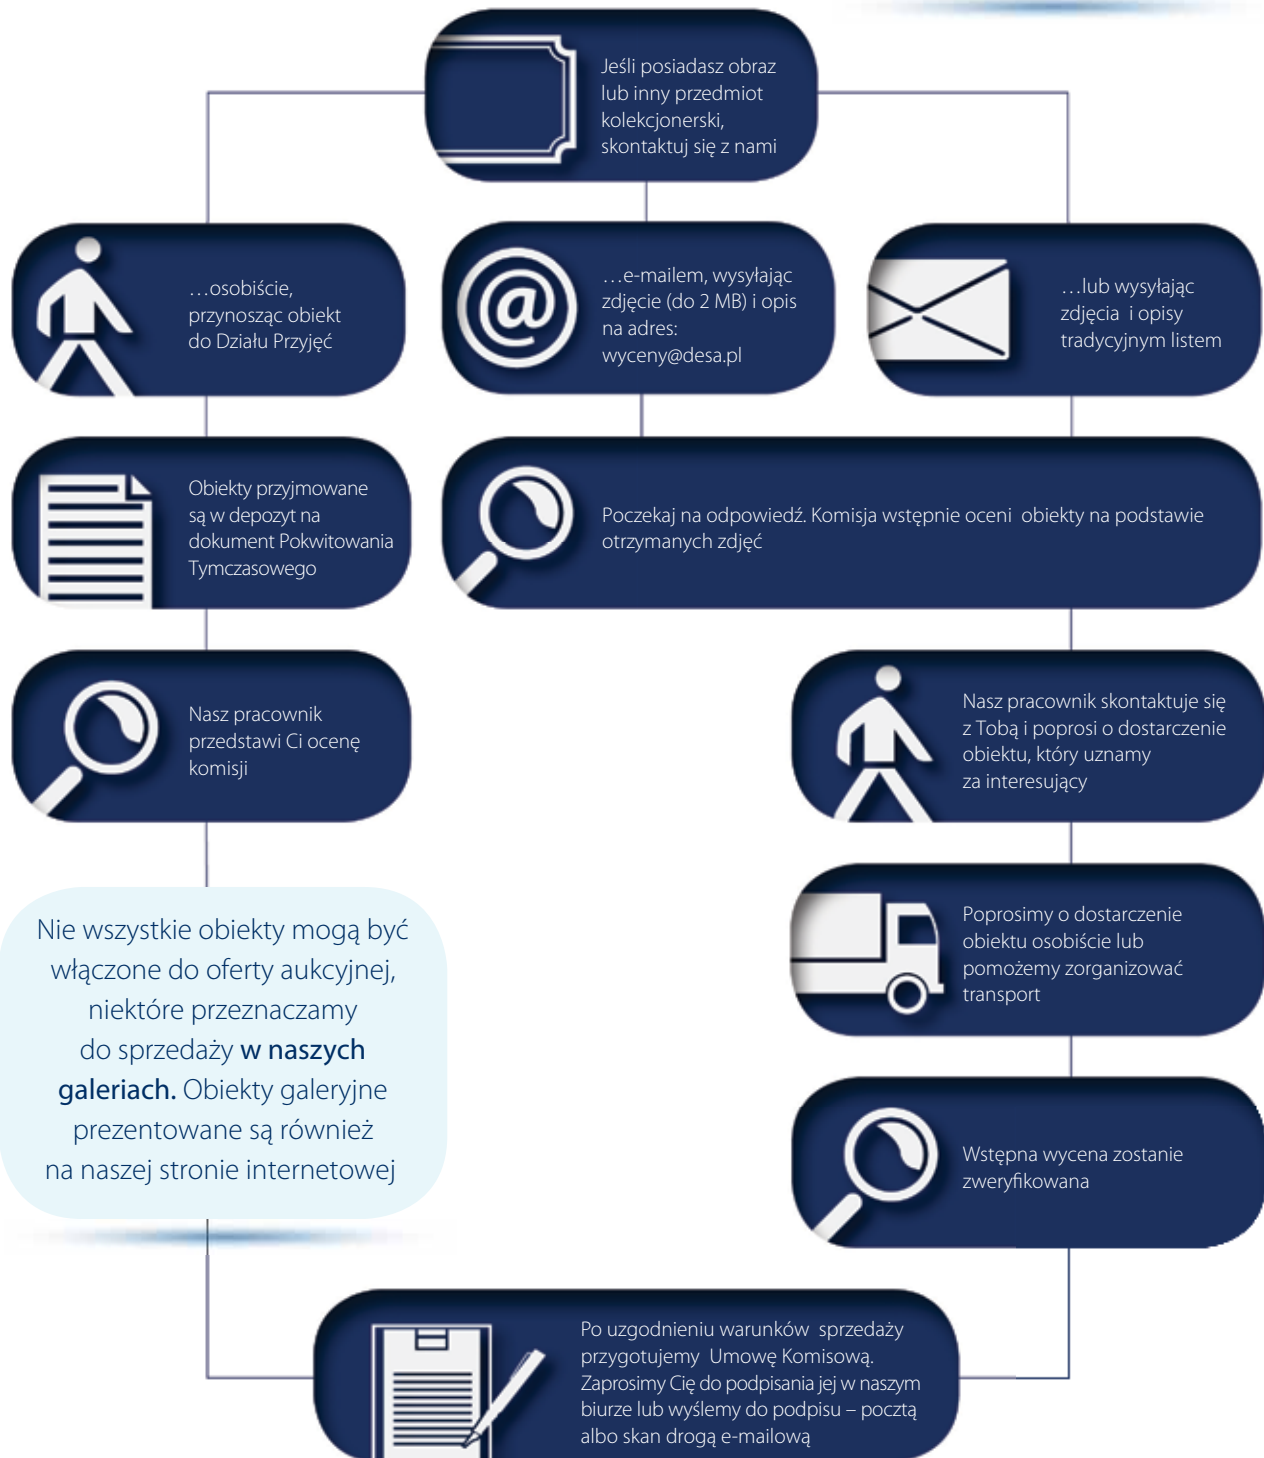 Jeśli posiadasz obraz
lub inny przedmiot
kolekcjonerski,
skontaktuj się z nami
…osobiście,
przynosząc obiekt
do Działu Przyjęć
…e-mailem, wysyłając
zdjęcie (do 2 MB) i opis
na adres:
wyceny@desa.pl
…lub wysyłając
zdjęcia i opisy
tradycyjnym listem
Obiekty przyjmowane
są w depozyt na
dokument Pokwitowania
Tymczasowego
Poczekaj na odpowiedź. Komisja wstępnie oceni obiekty na podstawie
otrzymanych zdjęć
Nasz pracownik
przedstawi Ci ocenę
komisji
Nasz pracownik skontaktuje się
z Tobą i poprosi o dostarczenie
obiektu, który uznamy
za interesujący
Poprosimy o dostarczenie
obiektu osobiście lub
pomożemy zorganizować
transport
Nie wszystkie obiekty mogą być
włączone do oferty aukcyjnej,
niektóre przeznaczamy
do sprzedaży w naszych
galeriach. Obiekty galeryjne
prezentowane są również
na naszej stronie internetowej
Wstępna wycena zostanie
zweryfikowana
Po uzgodnieniu warunków sprzedaży
przygotujemy Umowę Komisową.
Zaprosimy Cię do podpisania jej w naszym
biurze lub wyślemy do podpisu – pocztą
albo skan drogą e-mailową